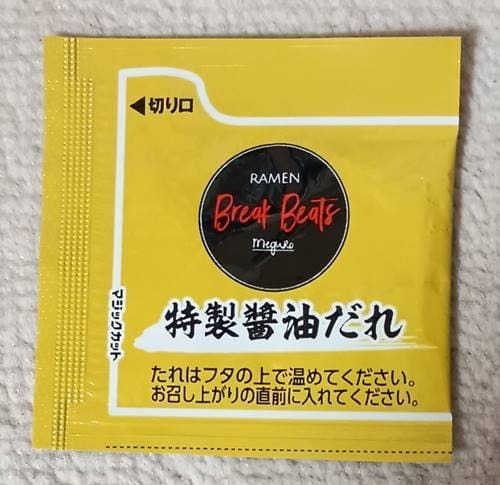 ◀切り口
RAMEN
Break Beats
Meguro
マジックカット
特製醤油だれ
たれはフタの上で温めてください。
お召し上がりの直前に入れてください。